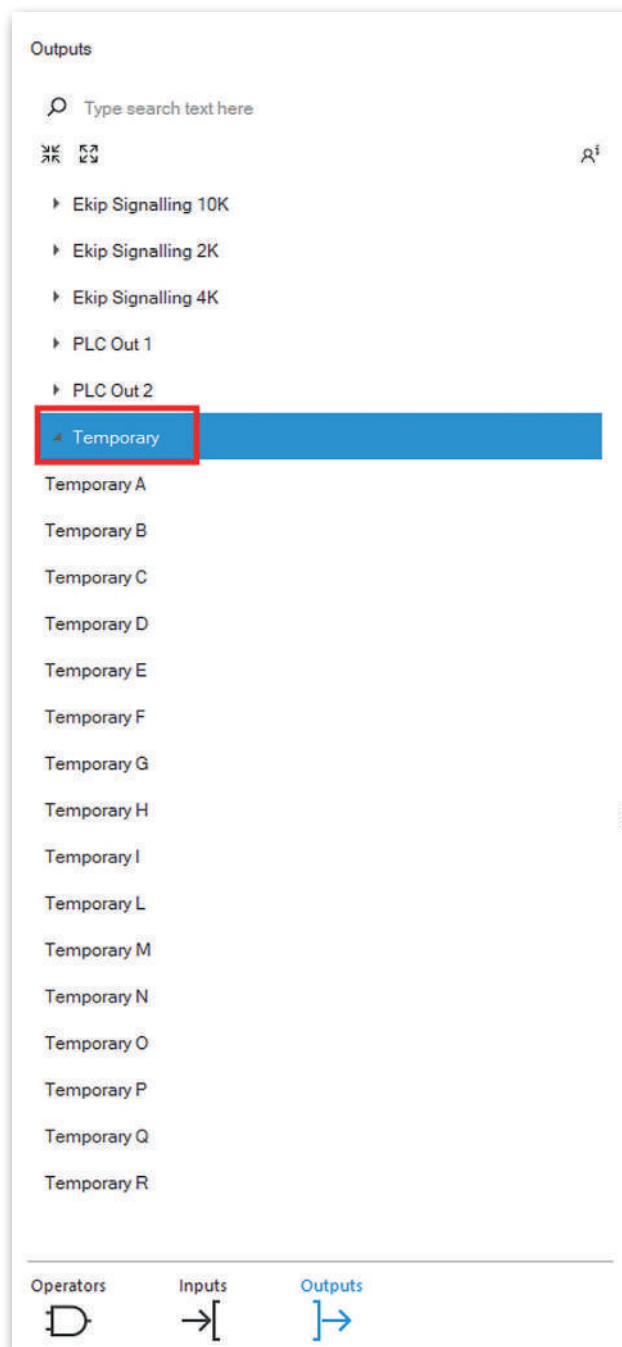 Outputs
Type search text here
Ekip Signalling 10K
Ekip Signalling 2K
Ekip Signalling 4K
PLC Out 1
PLC Out 2
Temporary
Temporary A
Temporary B
Temporary C
Temporary D
Temporary E
Temporary F
Temporary G
Temporary H
Temporary I
Temporary L
Temporary M
Temporary N
Temporary O
Temporary P
Temporary Q
Temporary R
Operators Inputs Outputs